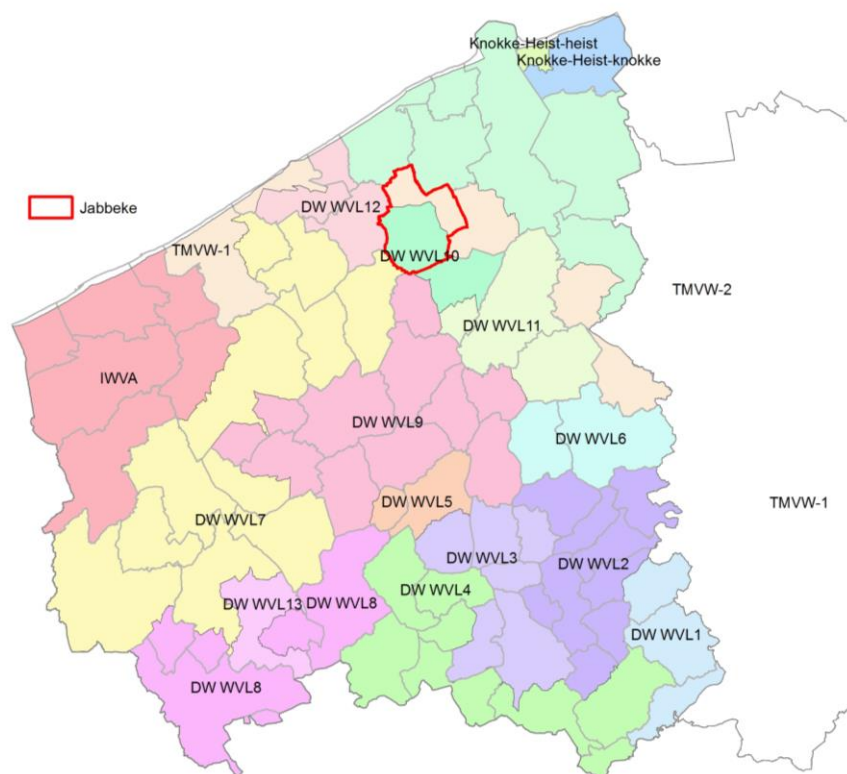 Knokke-Heist-heist
Knokke-Heist-knokke
Jabbeke
DW WVL12
TMVW-1
DW WVL10
TMVW-2
DW WVL11
IWVA
DW WVL9
DW WVL6
DW WVL5
TMVW-1
DW WVL7
DW WVL3
DW WVL2
DW WVL13
DW WVL8
DW WVL4
DW WVL1
DW WVL8